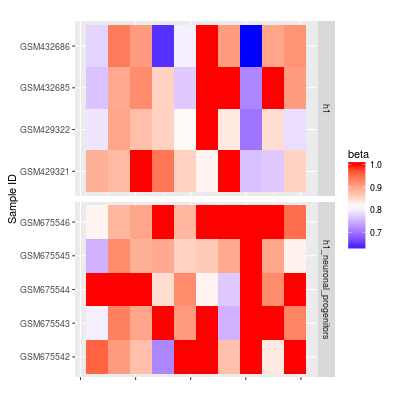 GSM432686
GSM432685
GSM429322
GSM429321
h1
GSM675546
GSM675545
GSM675544
GSM675543
GSM675542
h1_neuronal_progenitors
Sample ID
beta
1.0
0.9
0.8
0.7